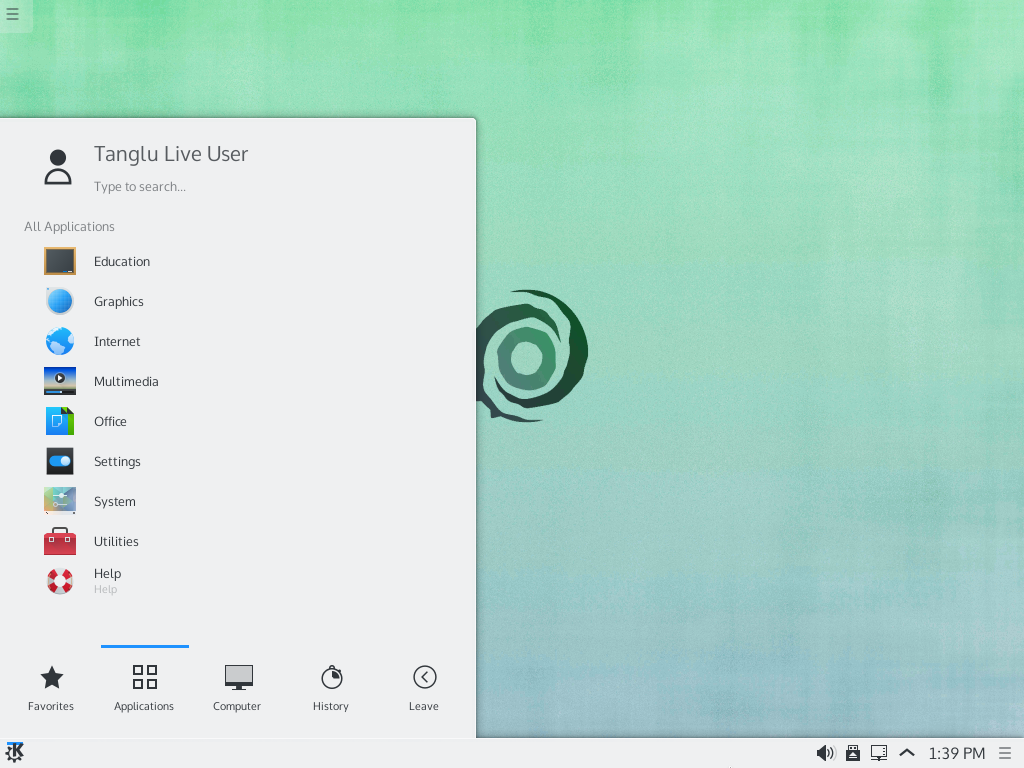 Tanglu Live User
Type to search...
All Applications
Education
Graphics
Internet
Multimedia
Office
Settings
System
Utilities
Help
Help
Favorites
Applications
Computer
History
Leave
1:39 PM